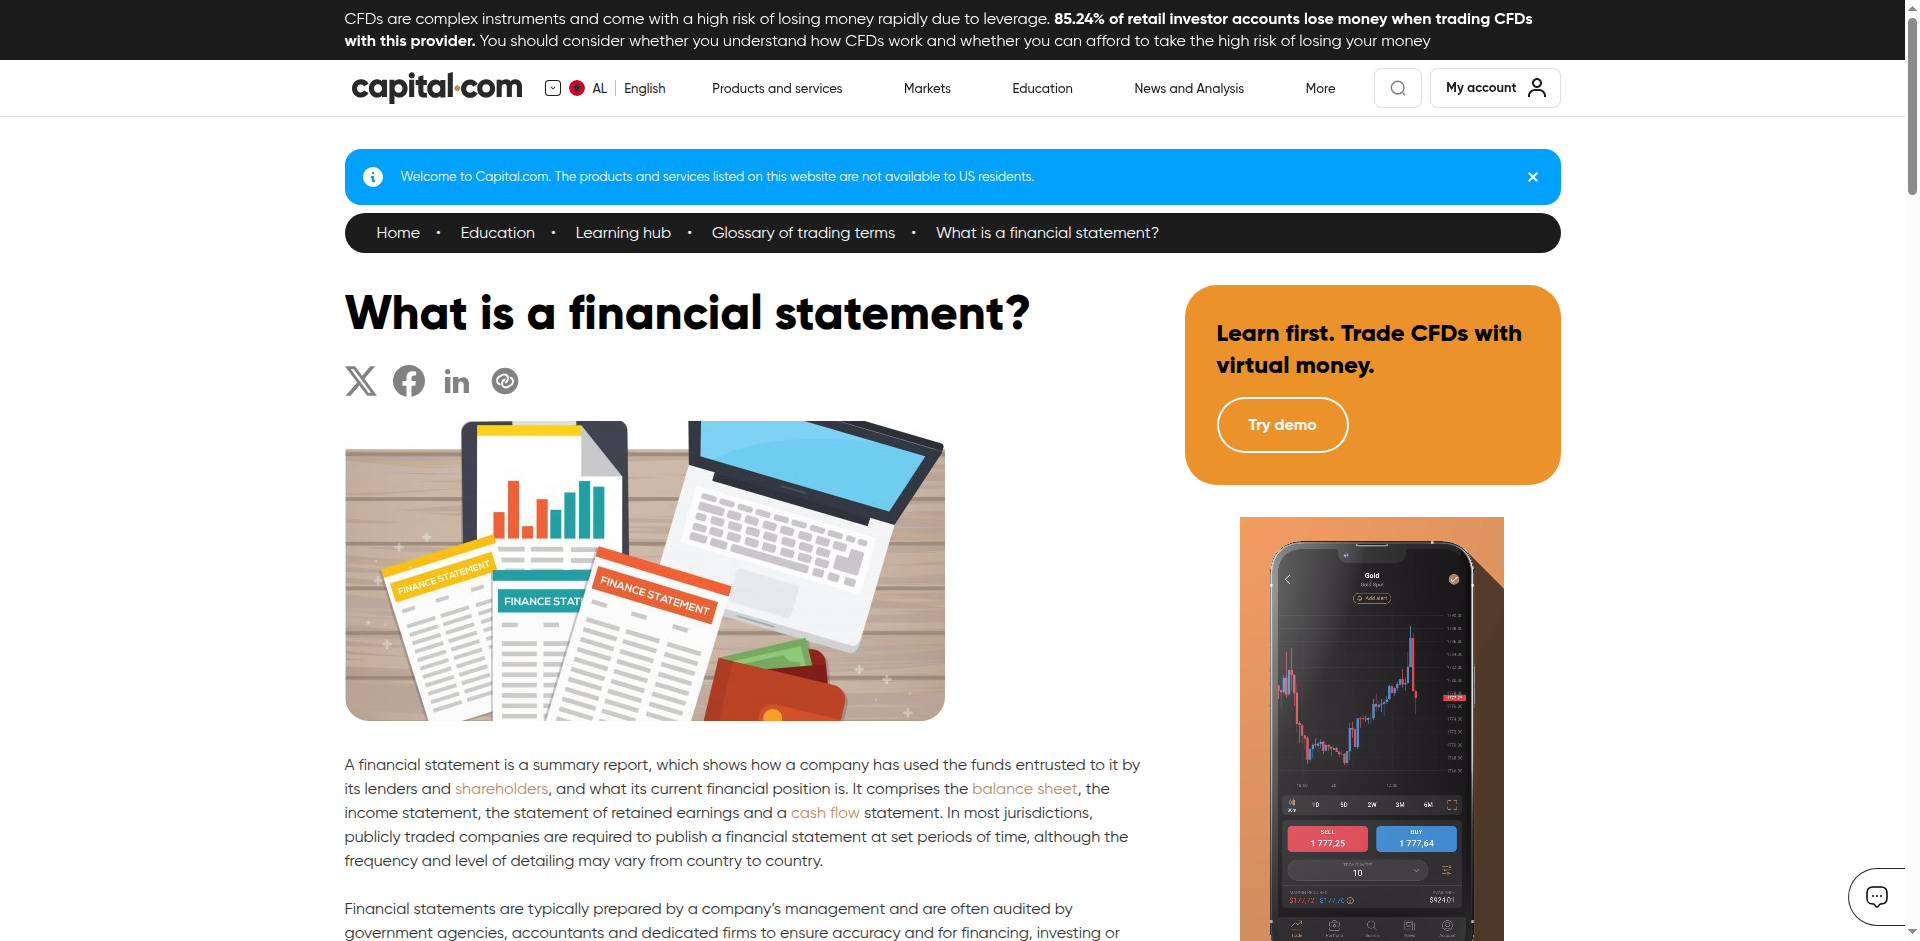 CFDs are complex instruments and come with a high risk of losing money rapidly due to leverage. 85.24% of retail investor accounts lose money when trading CFDs
with this provider. You should consider whether you understand how CFDs work and whether you can afford to take the high risk of losing your money
capital.com
AL
English
Products and services
Markets
Education
News and Analysis
More
My account
Welcome to Capital.com. The products and services listed on this website are not available to US residents.
Home • Education • Learning hub • Glossary of trading terms • What is a financial statement?
What is a financial statement?
Learn first. Trade CFDs with
virtual money.
Try demo
FINANCE STATEMENT
FINANCE STAT
FINANCE STATEMENT
A financial statement is a summary report, which shows how a company has used the funds entrusted to it by
its lenders and shareholders, and what its current financial position is. It comprises the balance sheet, the
income statement, the statement of retained earnings and a cash flow statement. In most jurisdictions,
publicly traded companies are required to publish a financial statement at set periods of time, although the
frequency and level of detailing may vary from country to country.
Financial statements are typically prepared by a company’s management and are often audited by
government agencies, accountants and dedicated firms to ensure accuracy and for financing, investing or
Gold
Gold Spot
Add alert
1D 5D 2W 3M 6M
SELL
1 777,25
BUY
1 777,64
10
$924,01